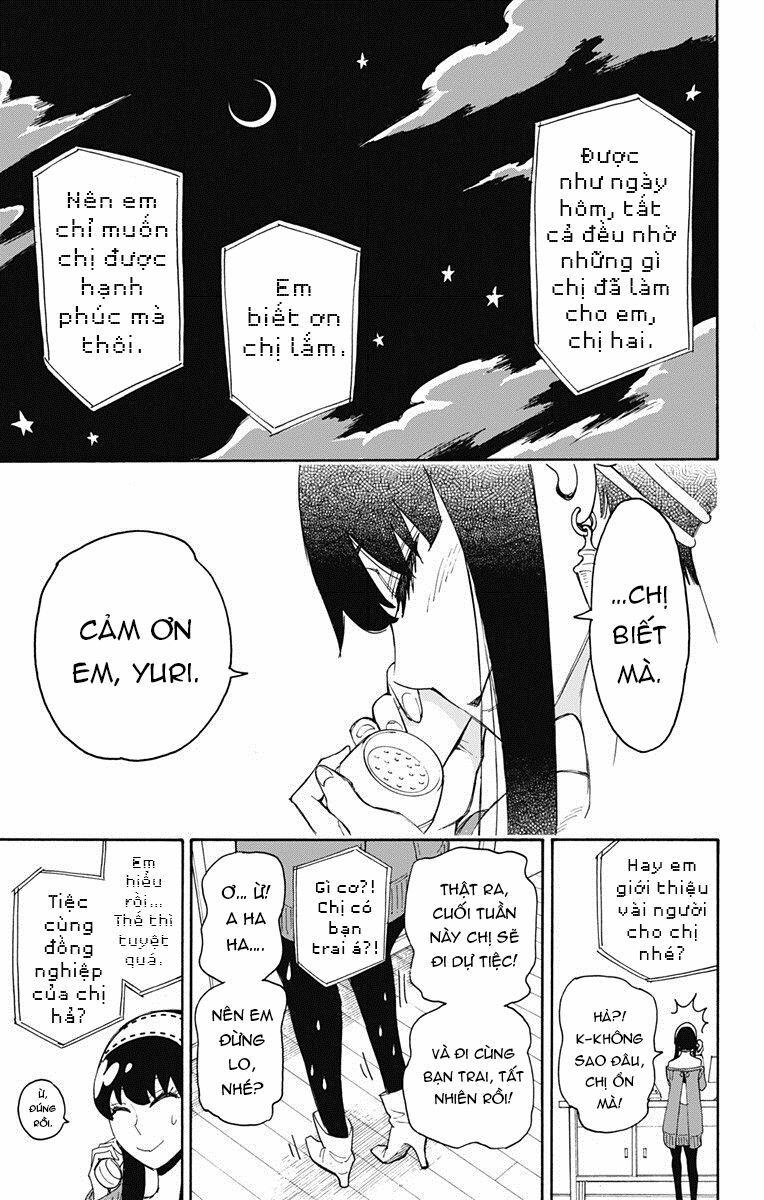 Được
như ngày
hôm, tất
cả đều nhờ
những gì
chị đã làm
cho em,
chị hai.
Em
biết ơn
chị lắm.
Nên em
chỉ muốn
chị được
hạnh
phúc mà
thôi.
...CHỊ
BIẾT
MÀ.
CẢM ƠN
EM, YURI.
Hay em
giới thiệu
vài người
cho chị
nhé?
HẢ?!
K-KHÔNG
SAO ĐÂU,
CHỊ ỔN
MÀ!
THẬT RA,
CUỐI TUẦN
NÀY CHỊ SẼ
ĐI DỰ TIỆC!
VÀ ĐI CÙNG
BẠN TRAI, TẤT
NHIÊN RỒI!
Gì cơ?!
Chị có
bạn
trai á?!
Ơ... Ừ!
A HA
HA....
NÊN EM
ĐỪNG
LO,
NHÉ?
Em
hiểu
rồi...
Thế thì
tuyệt
quá.
Tiệc
cùng
đồng
nghiệp
của chị
hả?
Ừ,
ĐÚNG
RỒI.